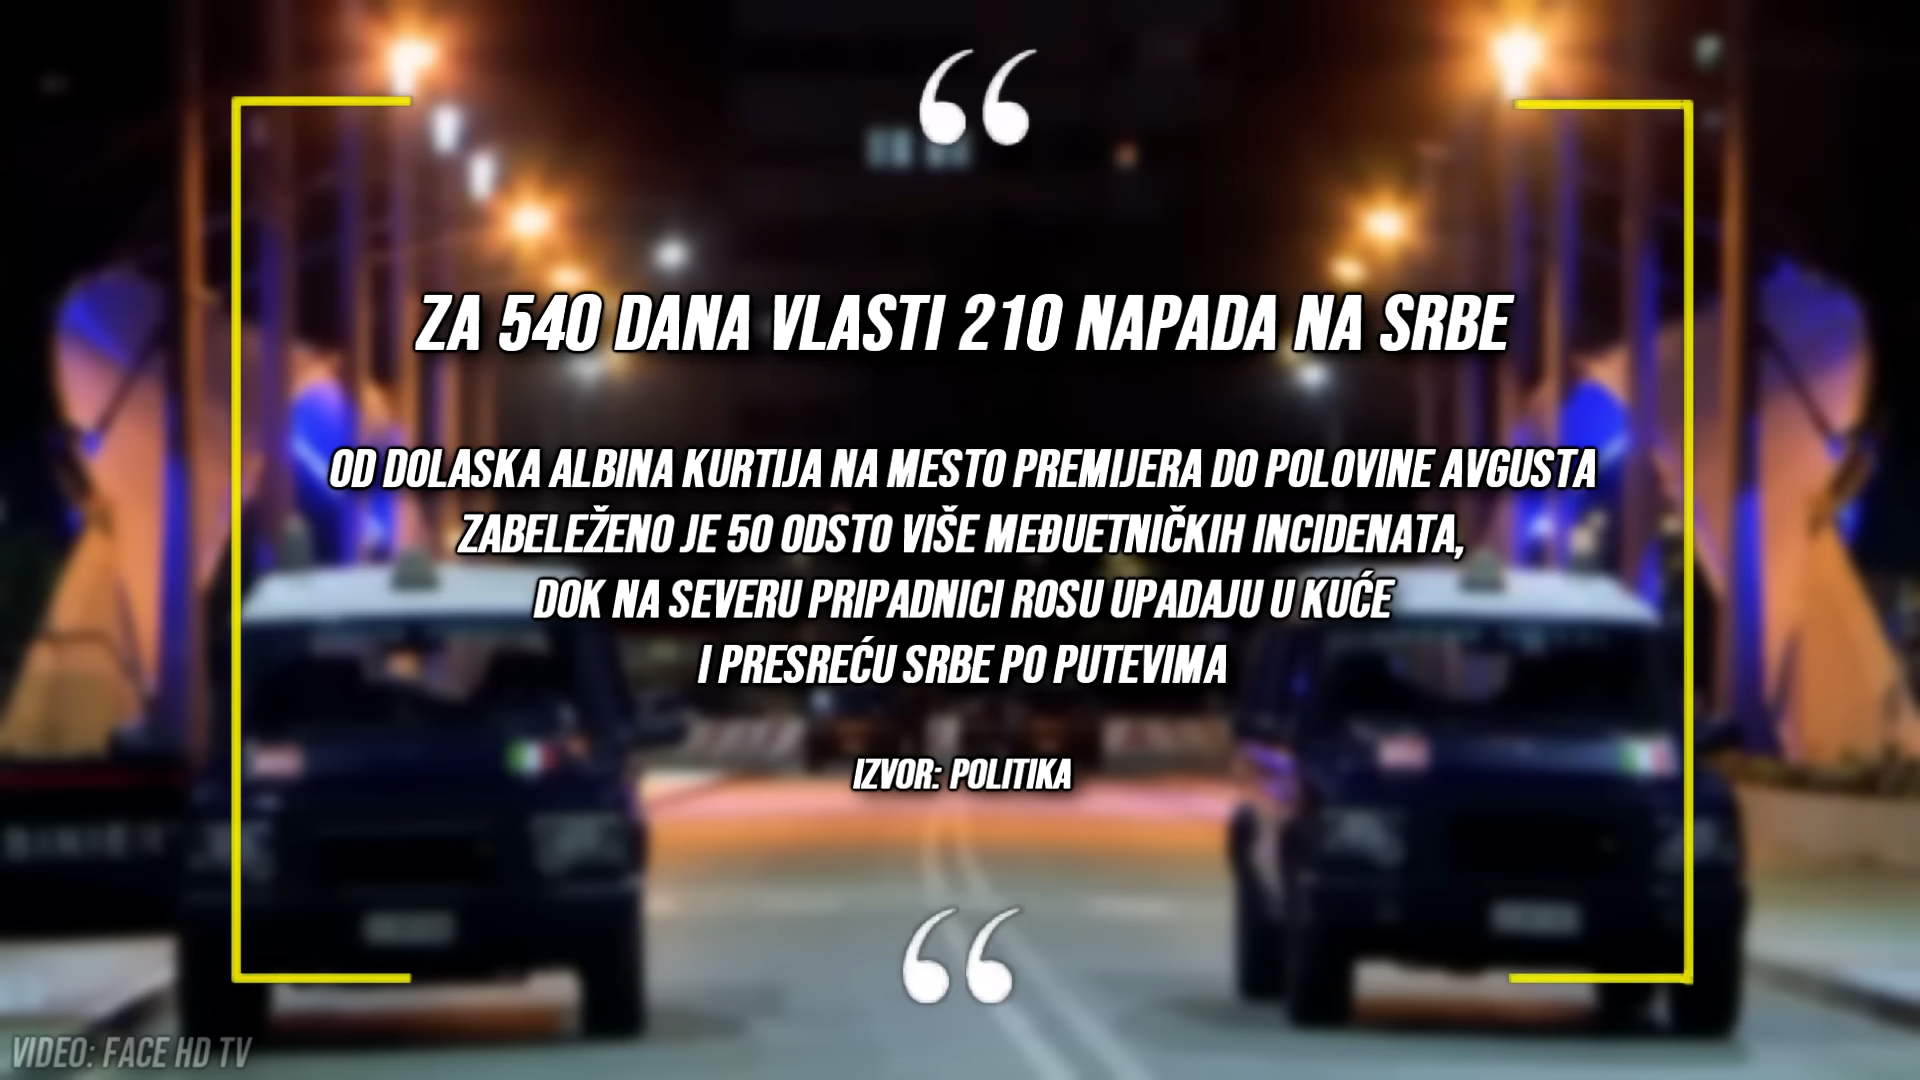 ZA 540 DANA VLASTI 210 NAPADA NA SRBE
OD DOLASKA ALBINA KURTIJA NA MESTO PREMIJERA DO POLOVINE AVGUSTA
ZABELEŽENO JE 50 ODSTO VIŠE MEĐUETNIČKIH INCIDENATA,
DOK NA SEVERU PRIPADNICI ROSU UPADAJU U KUĆE
I PRESREĆU SRBE PO PUTEVIMA
IZVOR: POLITIKA
VIDEO: FACE HD TV